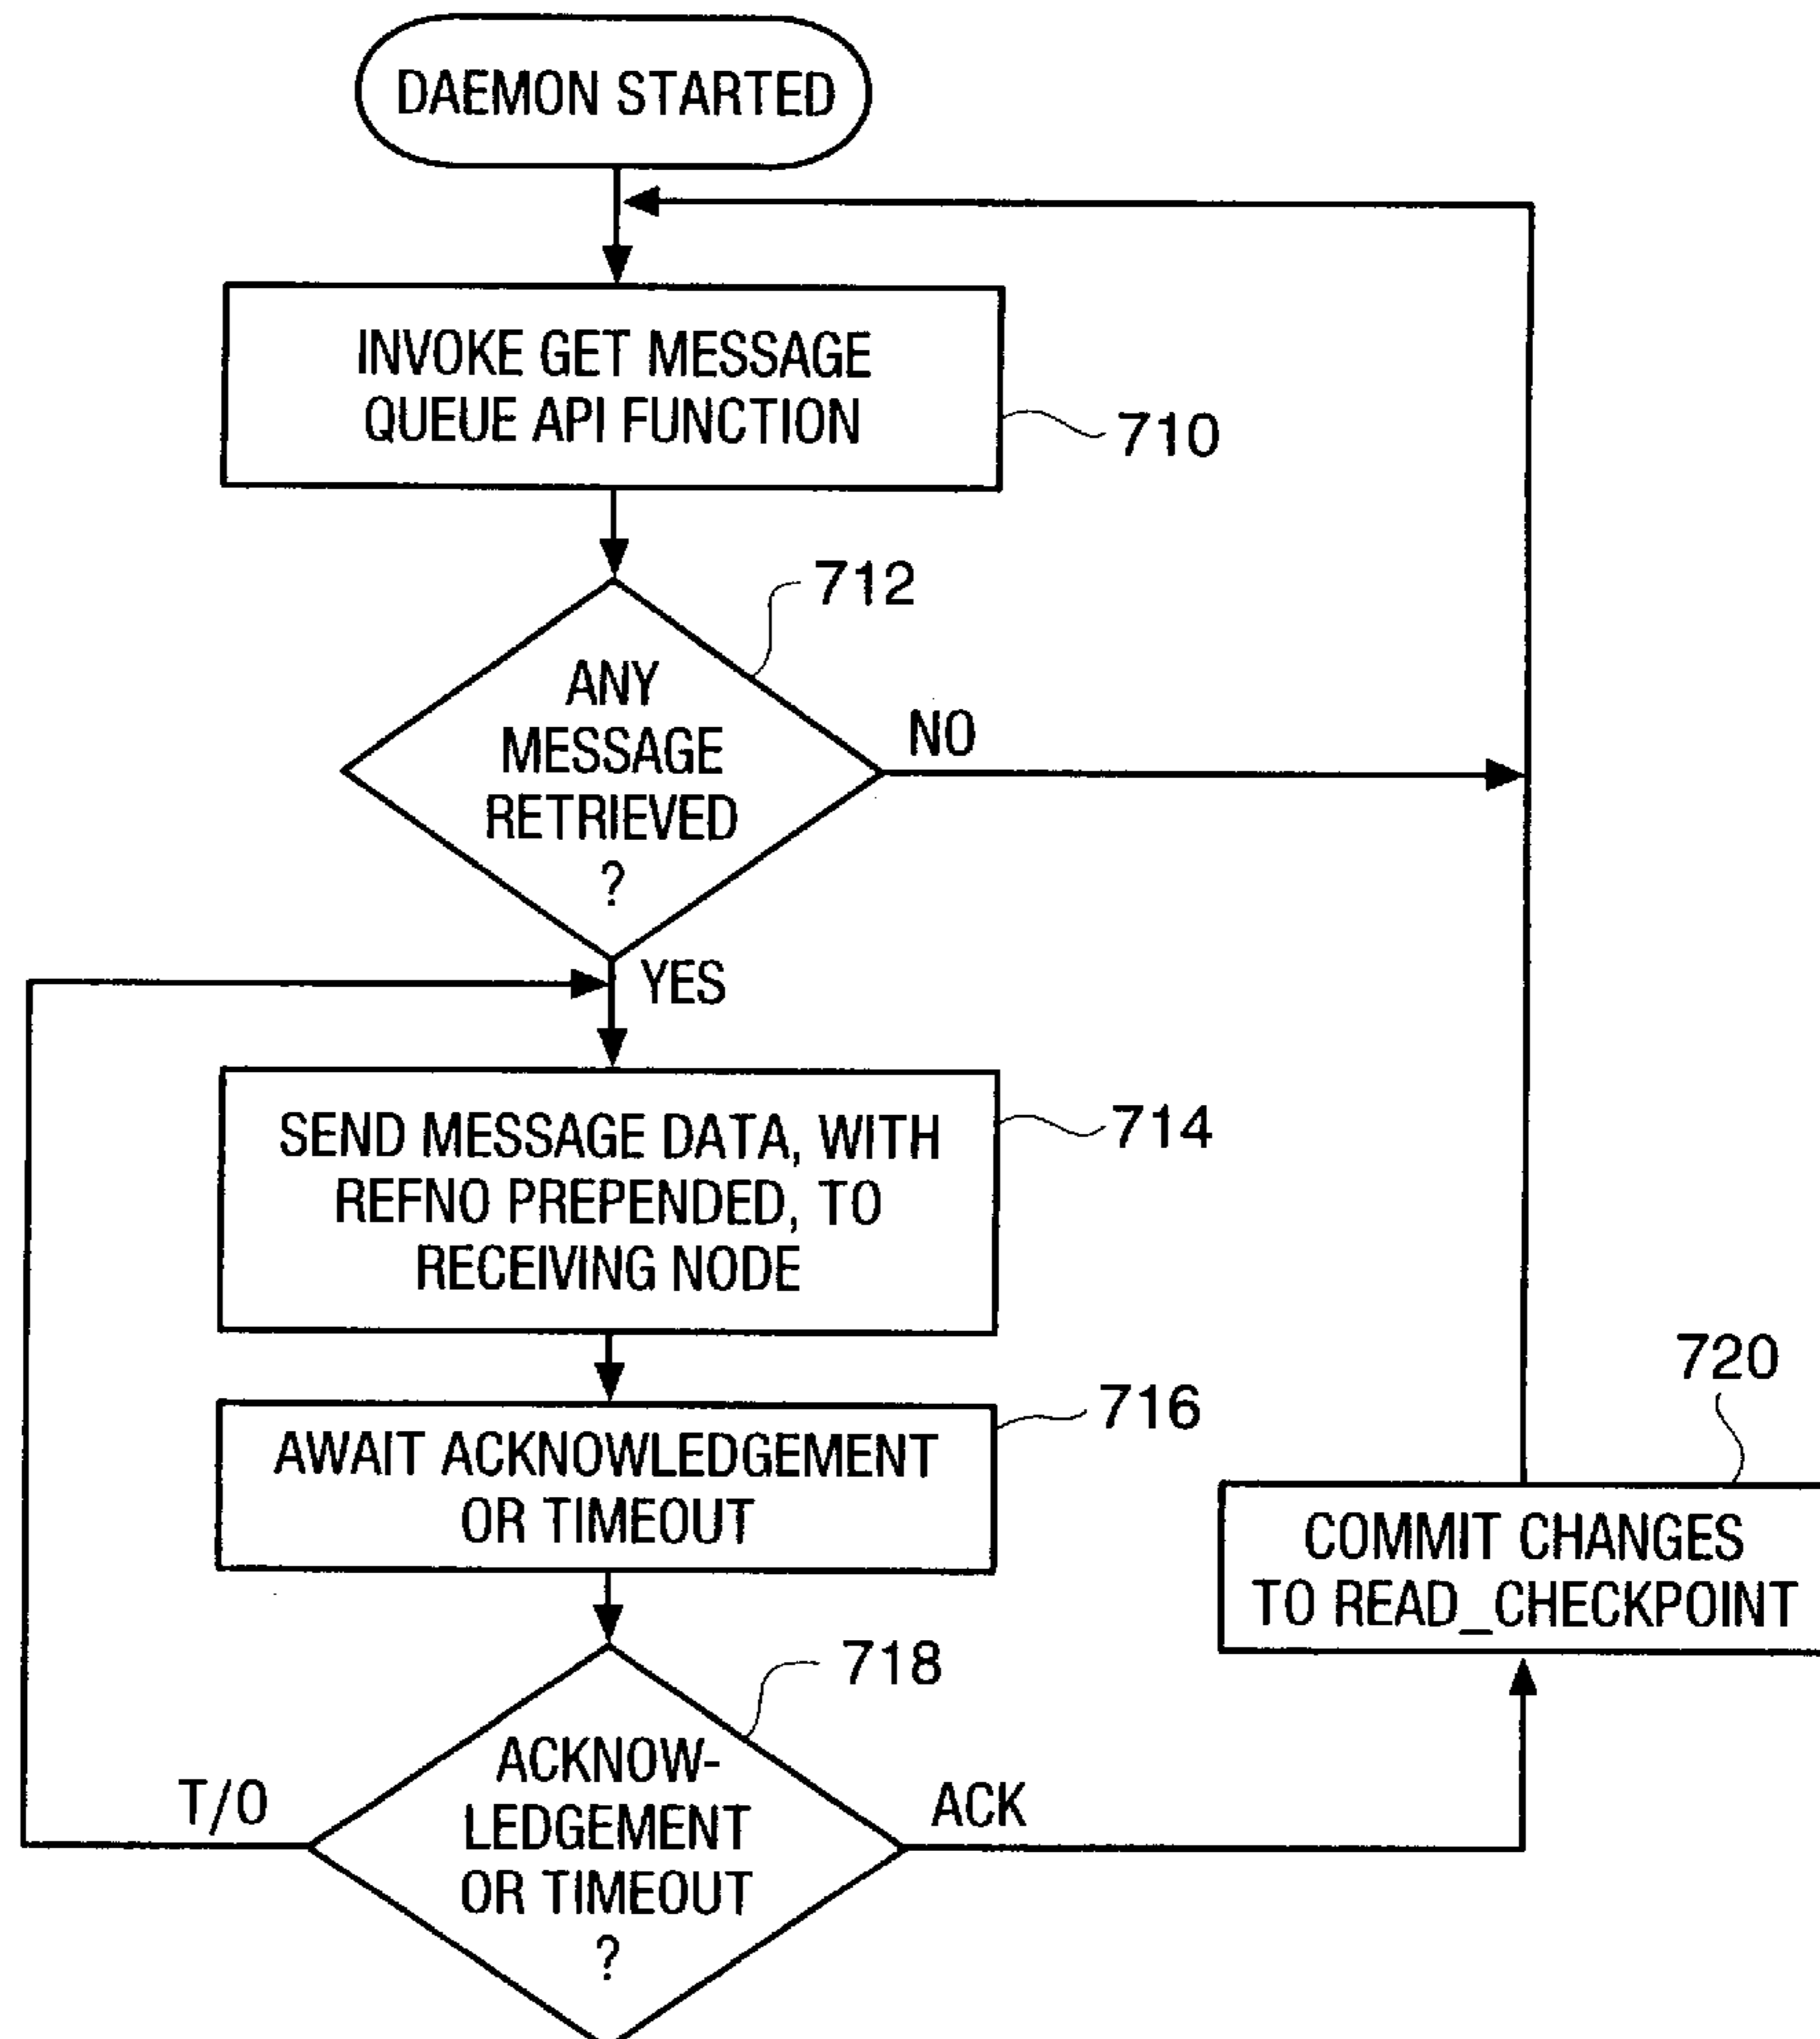 DAEMON STARTED
INVOKE GET MESSAGE
QUEUE API FUNCTION
710
712
ANY
MESSAGE
RETRIEVED
?
NO
YES
SEND MESSAGE DATA, WITH
REFNO PREPENDED, TO
RECEIVING NODE
714
716
AWAIT ACKNOWLEDGEMENT
OR TIMEOUT
720
COMMIT CHANGES
TO READ_CHECKPOINT
718
ACKNOW-
LEDGEMENT
OR TIMEOUT
?
T/O
ACK